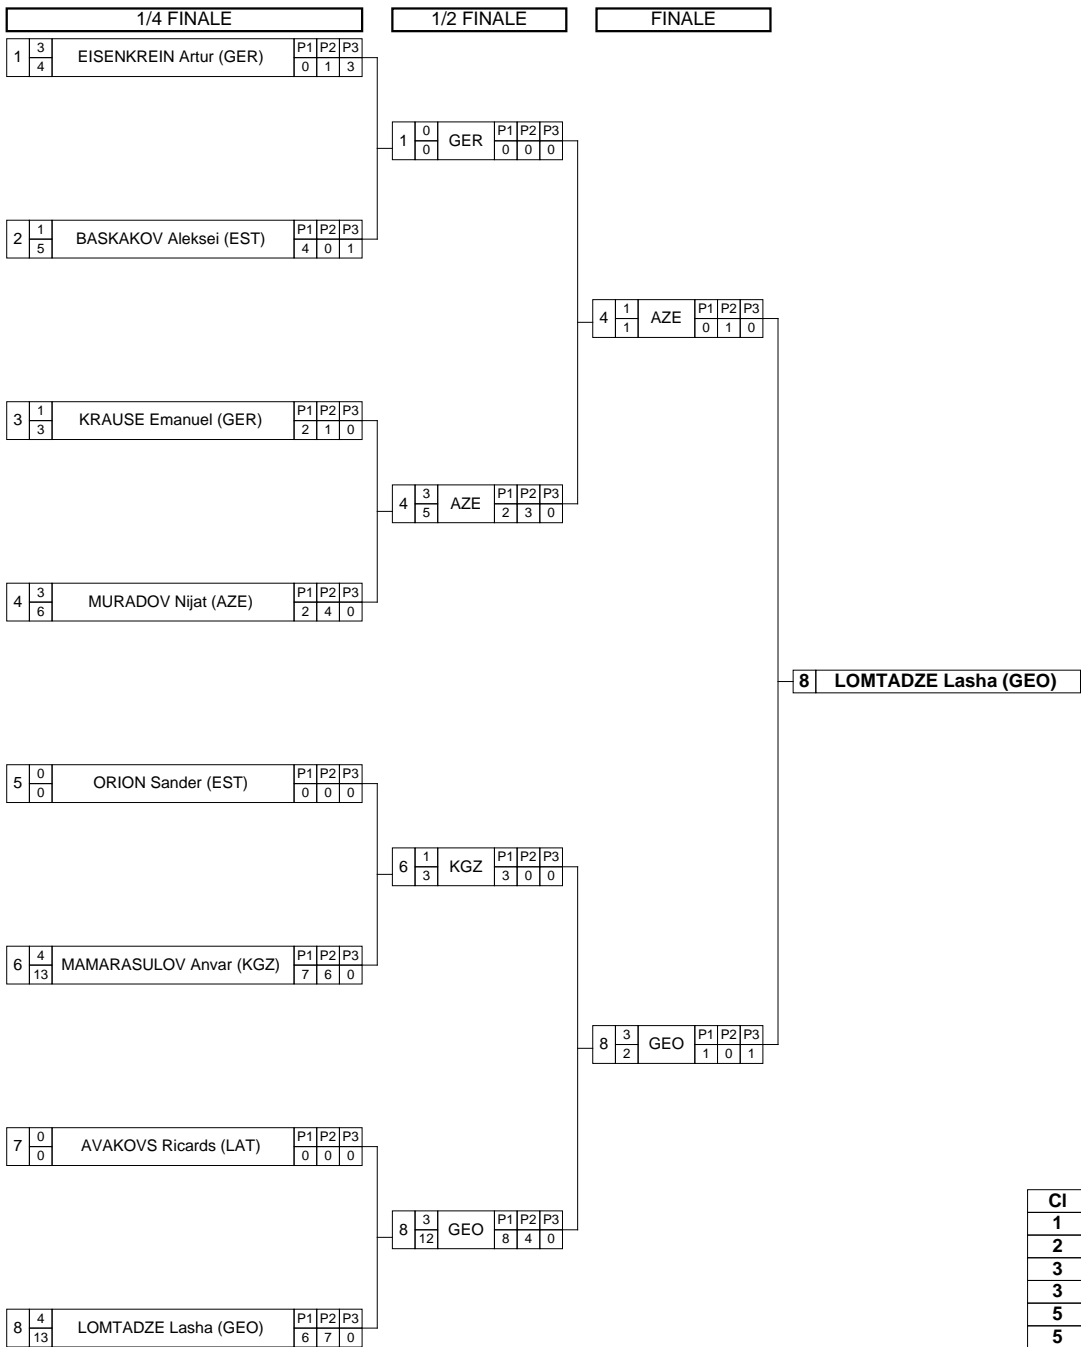 1/4 FINALE 1/2 FINALE FINALE
1 3 4 EISENKREIN Artur (GER) P1 P2 P3 0 1 3
1 0 0 GER P1 P2 P3 0 0 0
2 1 5 BASKAKOV Aleksei (EST) P1 P2 P3 4 0 1
4 1 1 AZE P1 P2 P3 0 1 0
3 1 3 KRAUSE Emanuel (GER) P1 P2 P3 2 1 0
4 3 5 AZE P1 P2 P3 2 3 0
4 3 6 MURADOV Nijat (AZE) P1 P2 P3 2 4 0
8 LOMTADZE Lasha (GEO)
5 0 0 ORION Sander (EST) P1 P2 P3 0 0 0
6 1 3 KGZ P1 P2 P3 3 0 0
6 4 13 MAMARASULOV Anvar (KGZ) P1 P2 P3 7 6 0
8 3 2 GEO P1 P2 P3 1 0 1
7 0 0 AVAKOVS Ricards (LAT) P1 P2 P3 0 0 0
8 3 12 GEO P1 P2 P3 8 4 0
8 4 13 LOMTADZE Lasha (GEO) P1 P2 P3 6 7 0
Cl
1
2
3
3
5
5